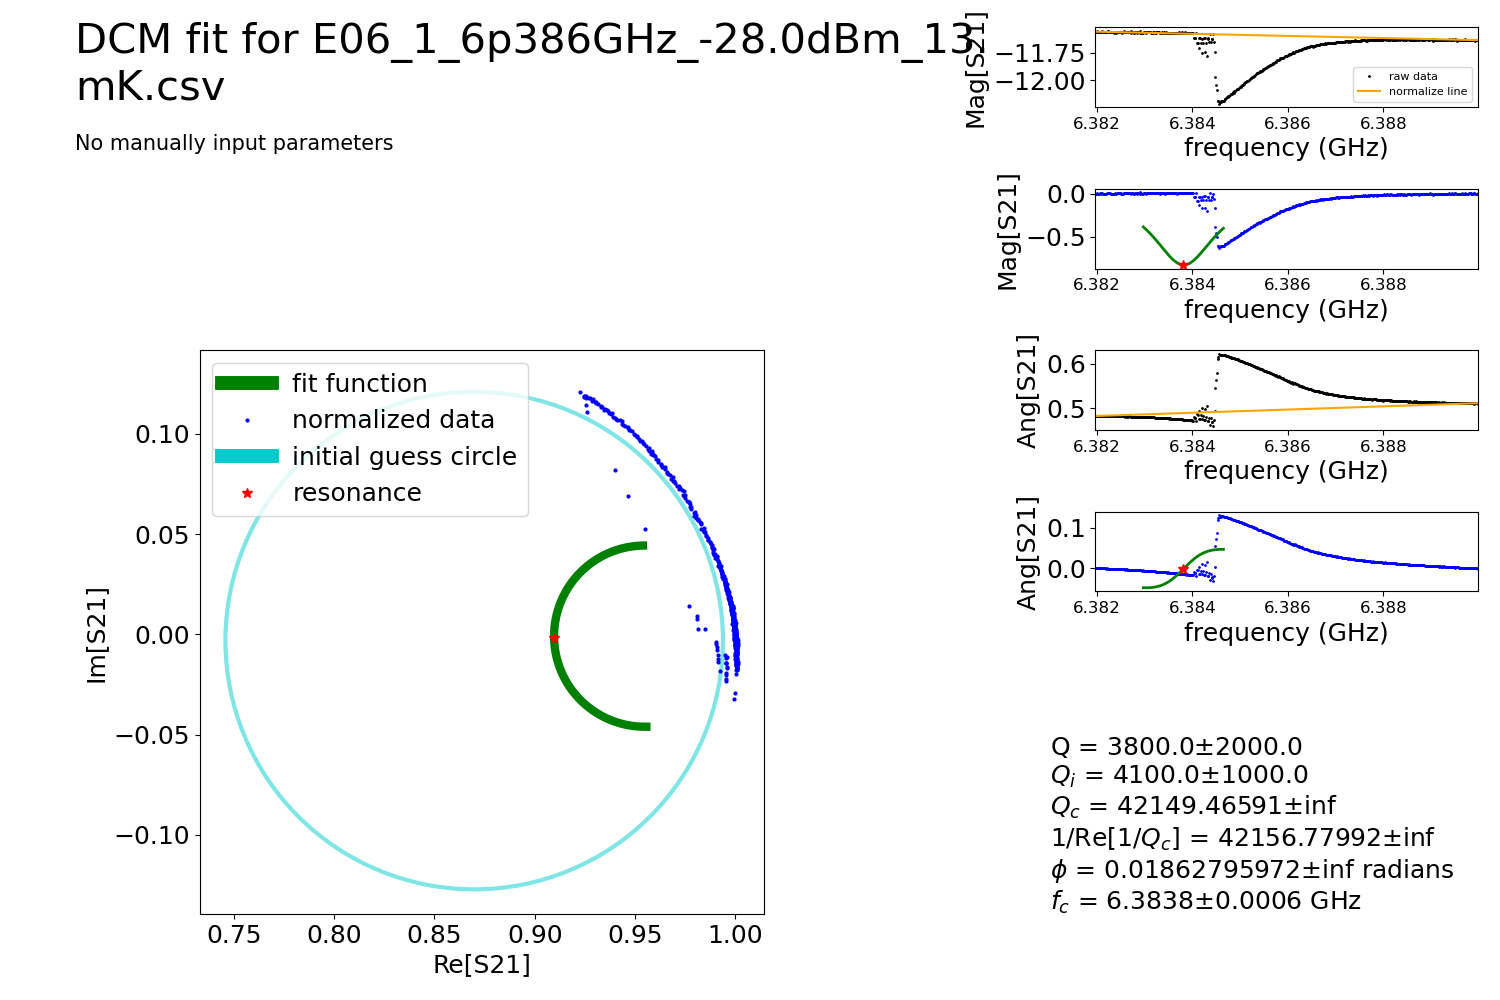 DCM fit for E06_1_6p386GHz_-28.0dBm_13
mK.csv
No manually input parameters
fit function
normalized data
initial guess circle
resonance
0.10
0.05
0.00
−0.05
−0.10
Im[S21]
0.75 0.80 0.85 0.90 0.95 1.00
Re[S21]
Mag[S21]
−11.75
−12.00
raw data
normalize line
6.382 6.384 6.386 6.388
frequency (GHz)
Mag[S21]
0.0
−0.5
6.382 6.384 6.386 6.388
frequency (GHz)
Ang[S21]
0.6
0.5
6.382 6.384 6.386 6.388
frequency (GHz)
Ang[S21]
0.1
0.0
6.382 6.384 6.386 6.388
frequency (GHz)
Q = 3800.0±2000.0
Qi = 4100.0±1000.0
Qc = 42149.46591±inf
1/Re[1/Qc] = 42156.77992±inf
ϕ = 0.01862795972±inf radians
fc = 6.3838±0.0006 GHz